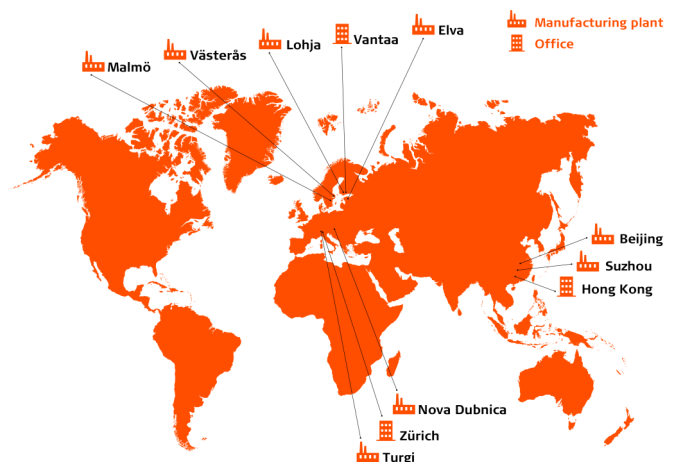 Elva
Manufacturing plant
Vantaa
Lohja
Office
Västerås
Malmö
Beijing
Suzhou
Hong Kong
Nova Dubnica
Zürich
Turgi